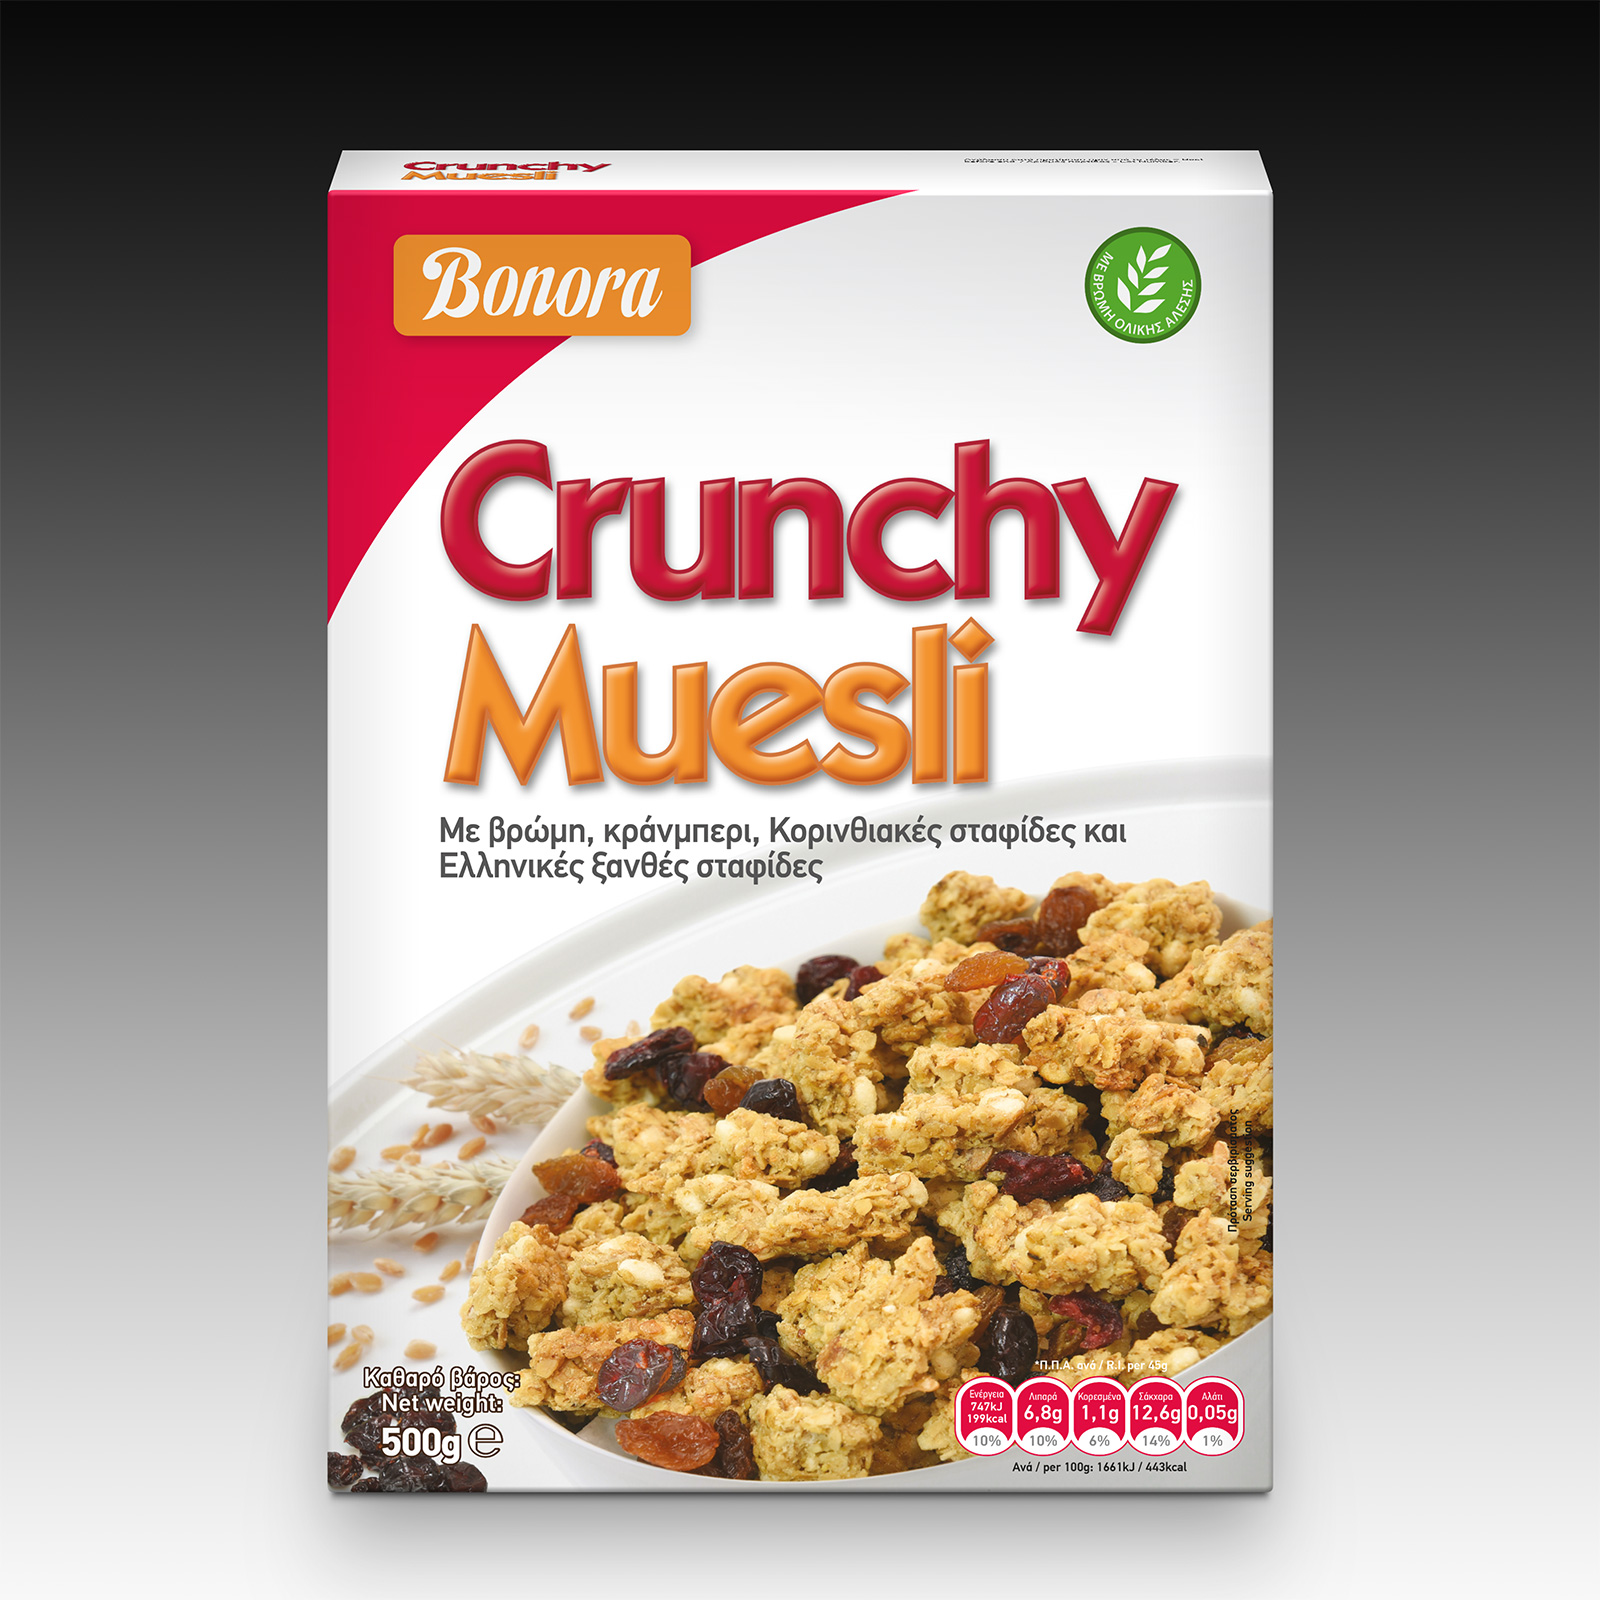 Crunchy
Muesli
Bonora
ΜΕ ΒΡΩΜΗ ΟΛΙΚΗΣ ΑΛΕΣΗΣ
Crunchy
Muesli
Με βρώμη, κράνμπερι, Κορινθιακές σταφίδες και
Ελληνικές ξανθές σταφίδες
Πρόταση σερβιρίσματος
Serving suggestion
Καθαρό βάρος:
Net weight:
500g ℮
*Π.Π.Α. ανά / R.I. per 45g
Ενέργεια 747kJ 199kcal 10%
Λιπαρά 6,8g 10%
Κορεσμένα 1,1g 6%
Σάκχαρα 12,6g 14%
Αλάτι 0,05g 1%
Ανά / per 100g: 1661kJ / 443kcal